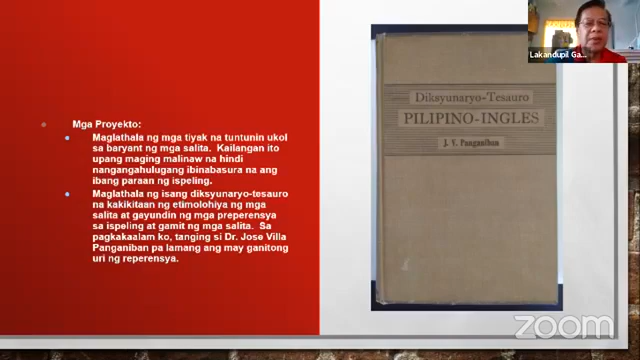 Mga Proyekto:
Maglathala ng mga tiyak na tuntunin ukol
sa baryant ng mga salita. Kailangan ito
upang maging malinaw na hindi
nangangahulugang ibinabasura na ang
ibang paraan ng ispeling.
Maglathala ng isang diksyunaryo-tesauro
na kakikitaan ng etimolohiya ng mga
salita at gayundin ng mga preperensya
sa ispeling at gamit ng mga salita. Sa
pagkakaalam ko, tanging si Dr. Jose Villa
Panganiban pa lamang ang may ganitong
uri ng reperensya.
Diksyunaryo-Tesauro
PILIPINO-INGLES
J. V. Panganiban
Lakandupil Ga...
zoom